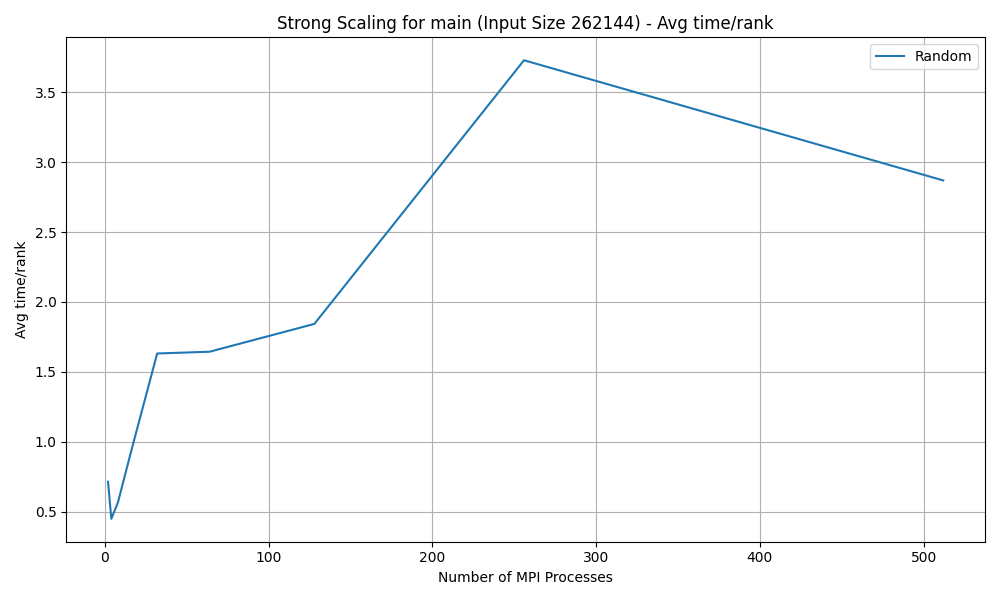 Strong Scaling for main (Input Size 262144) - Avg time/rank
Random
Avg time/rank
3.5
3.0
2.5
2.0
1.5
1.0
0.5
0 100 200 300 400 500
Number of MPI Processes